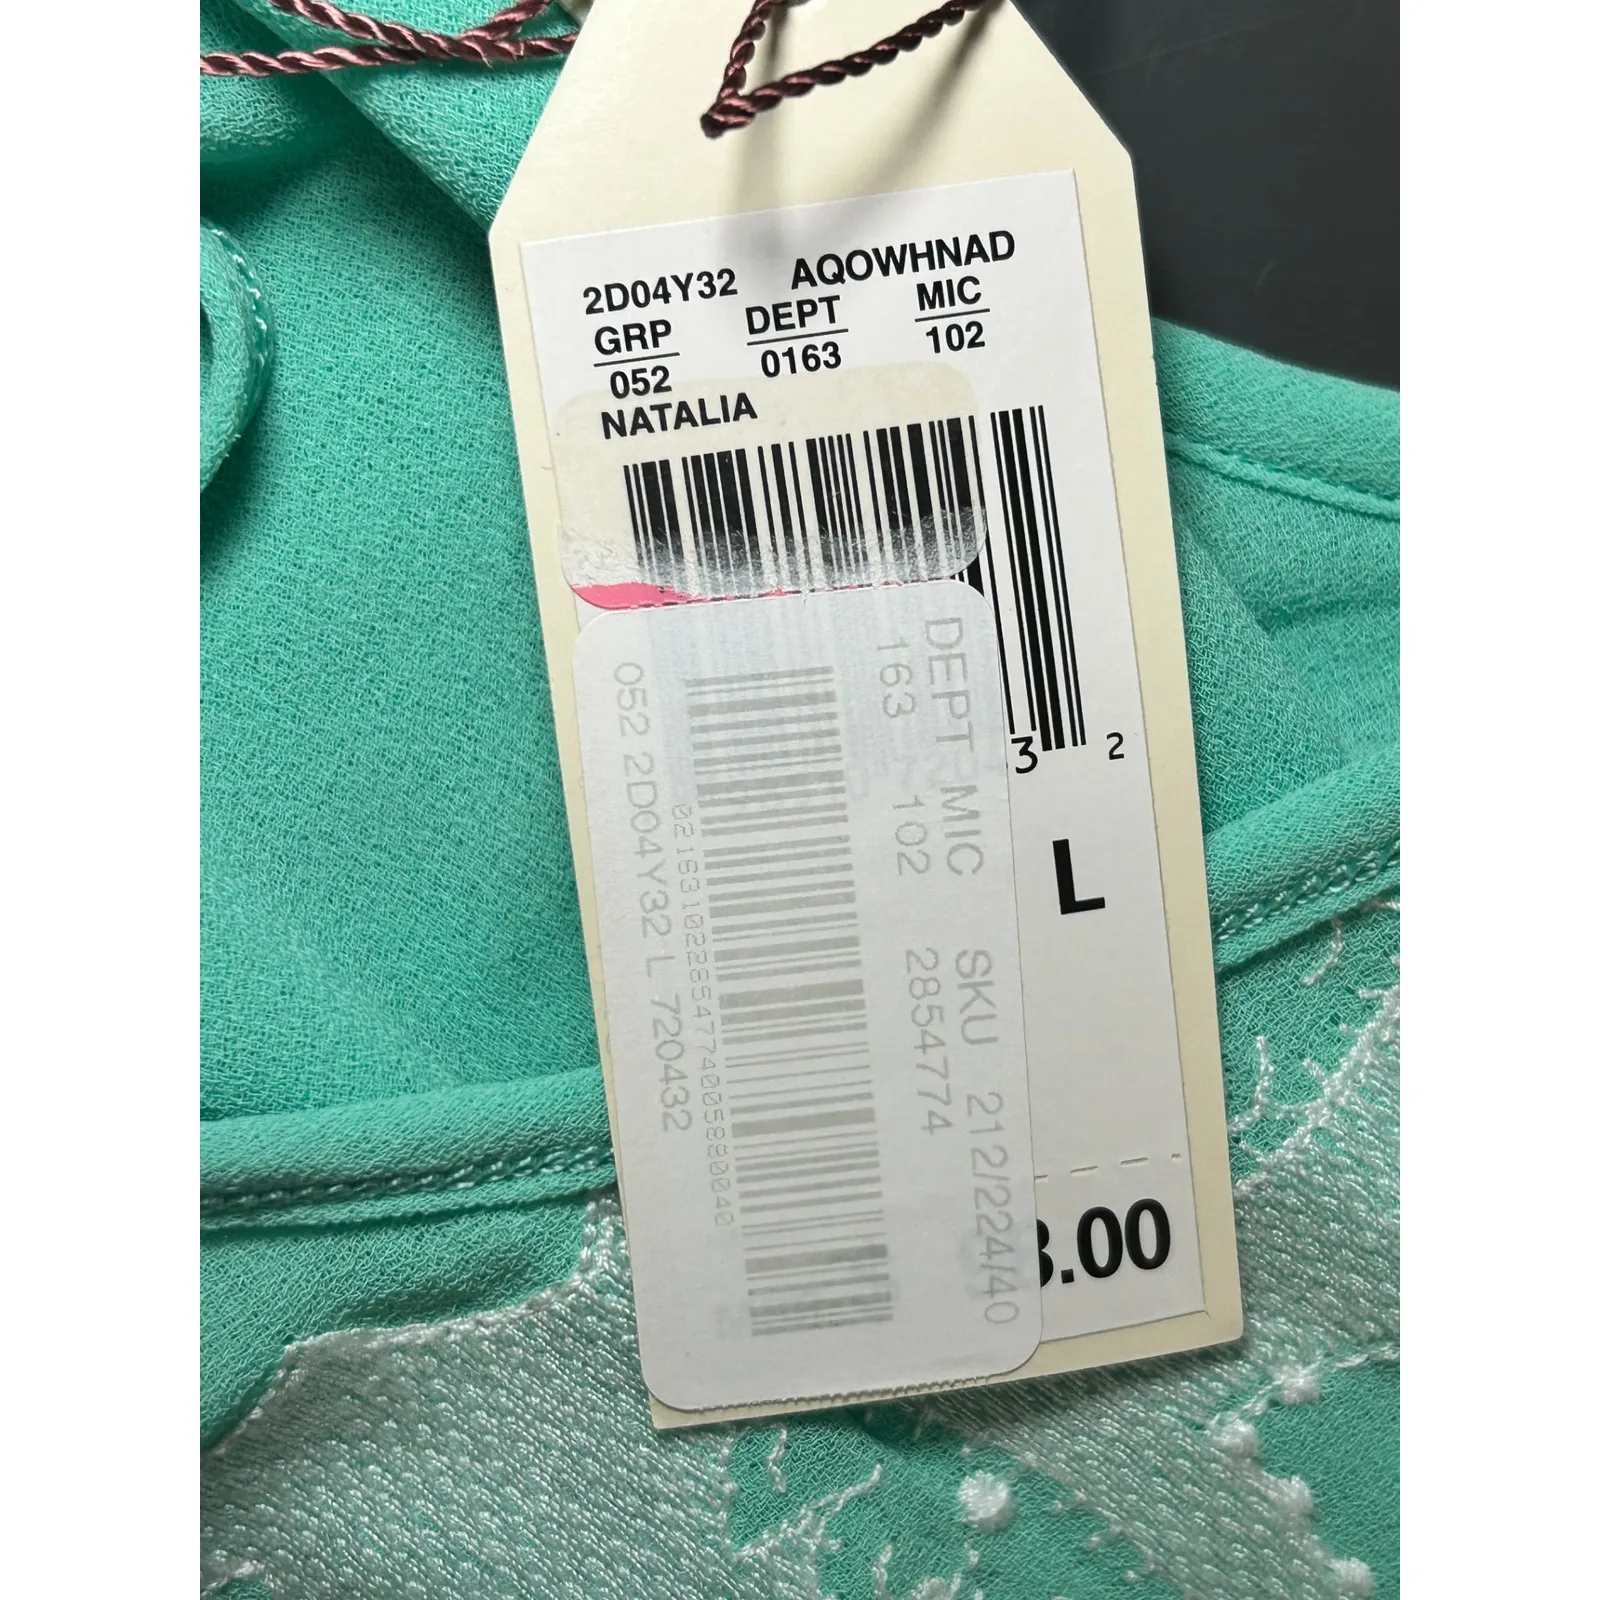 2D04Y32 AQOWHNAD
GRP DEPT MIC
052 0163 102
NATALIA
3 2
L
.00
DEPT MIC SKU 212/224/40
163 102 2854774
052 2D04Y32 L 720432